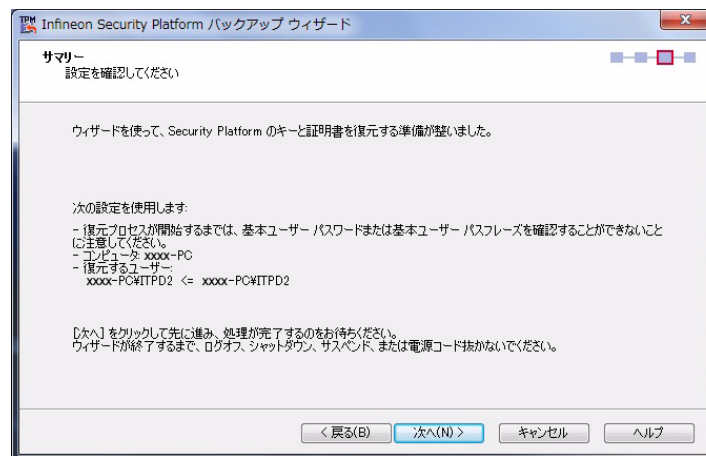 TPM
Infineon Security Platform バックアップ ウィザード
サマリー
設定を確認してください
ウィザードを使って、Security Platform のキーと証明書を復元する準備が整いました。
次の設定を使用します:
- 復元プロセスが開始するまでは、基本ユーザー パスワードまたは基本ユーザー パスフレーズを確認することができないこと
に注意してください。
- コンピュータ: xxxx-PC
- 復元するユーザー:
xxxx-PC¥ITPD2 <= xxxx-PC¥ITPD2
[次へ] をクリックして先に進み、処理が完了するのをお待ちください。
ウィザードが終了するまで、ログオフ、シャットダウン、サスペンド、または電源コード抜かないでください。
< 戻る(B) 次へ(N) > キャンセル ヘルプ